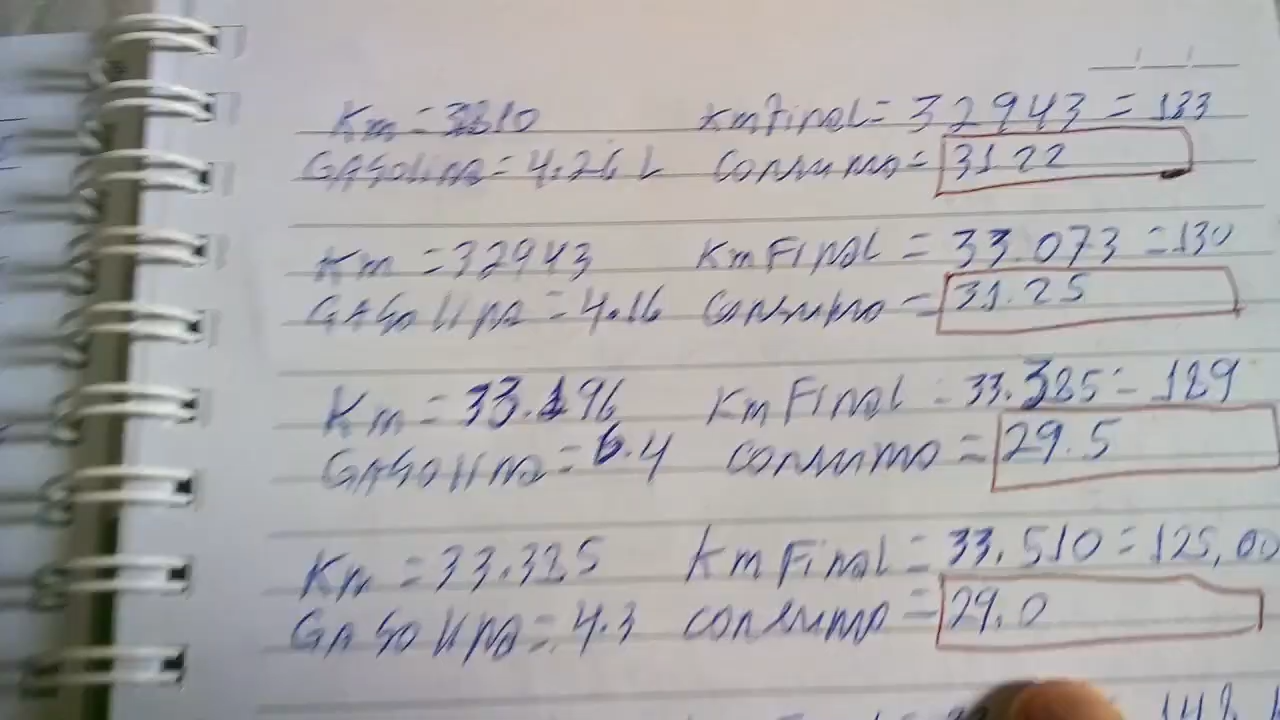 Km = 32810 Km Final = 32943 = 133
GASOLINA = 4.26 L CONSUMO = 31.22
Km = 32943 Km Final = 33.073 = 130
GASOLINA = 4.16 CONSUMO = 31.25
Km = 33.196 Km Final = 33.325 = 129
GASOLINA = 6.4 CONSUMO = 29.5
Km = 33.325 Km Final = 33.510 = 125,00
GASOLINA = 4.3 CONSUMO = 29.0